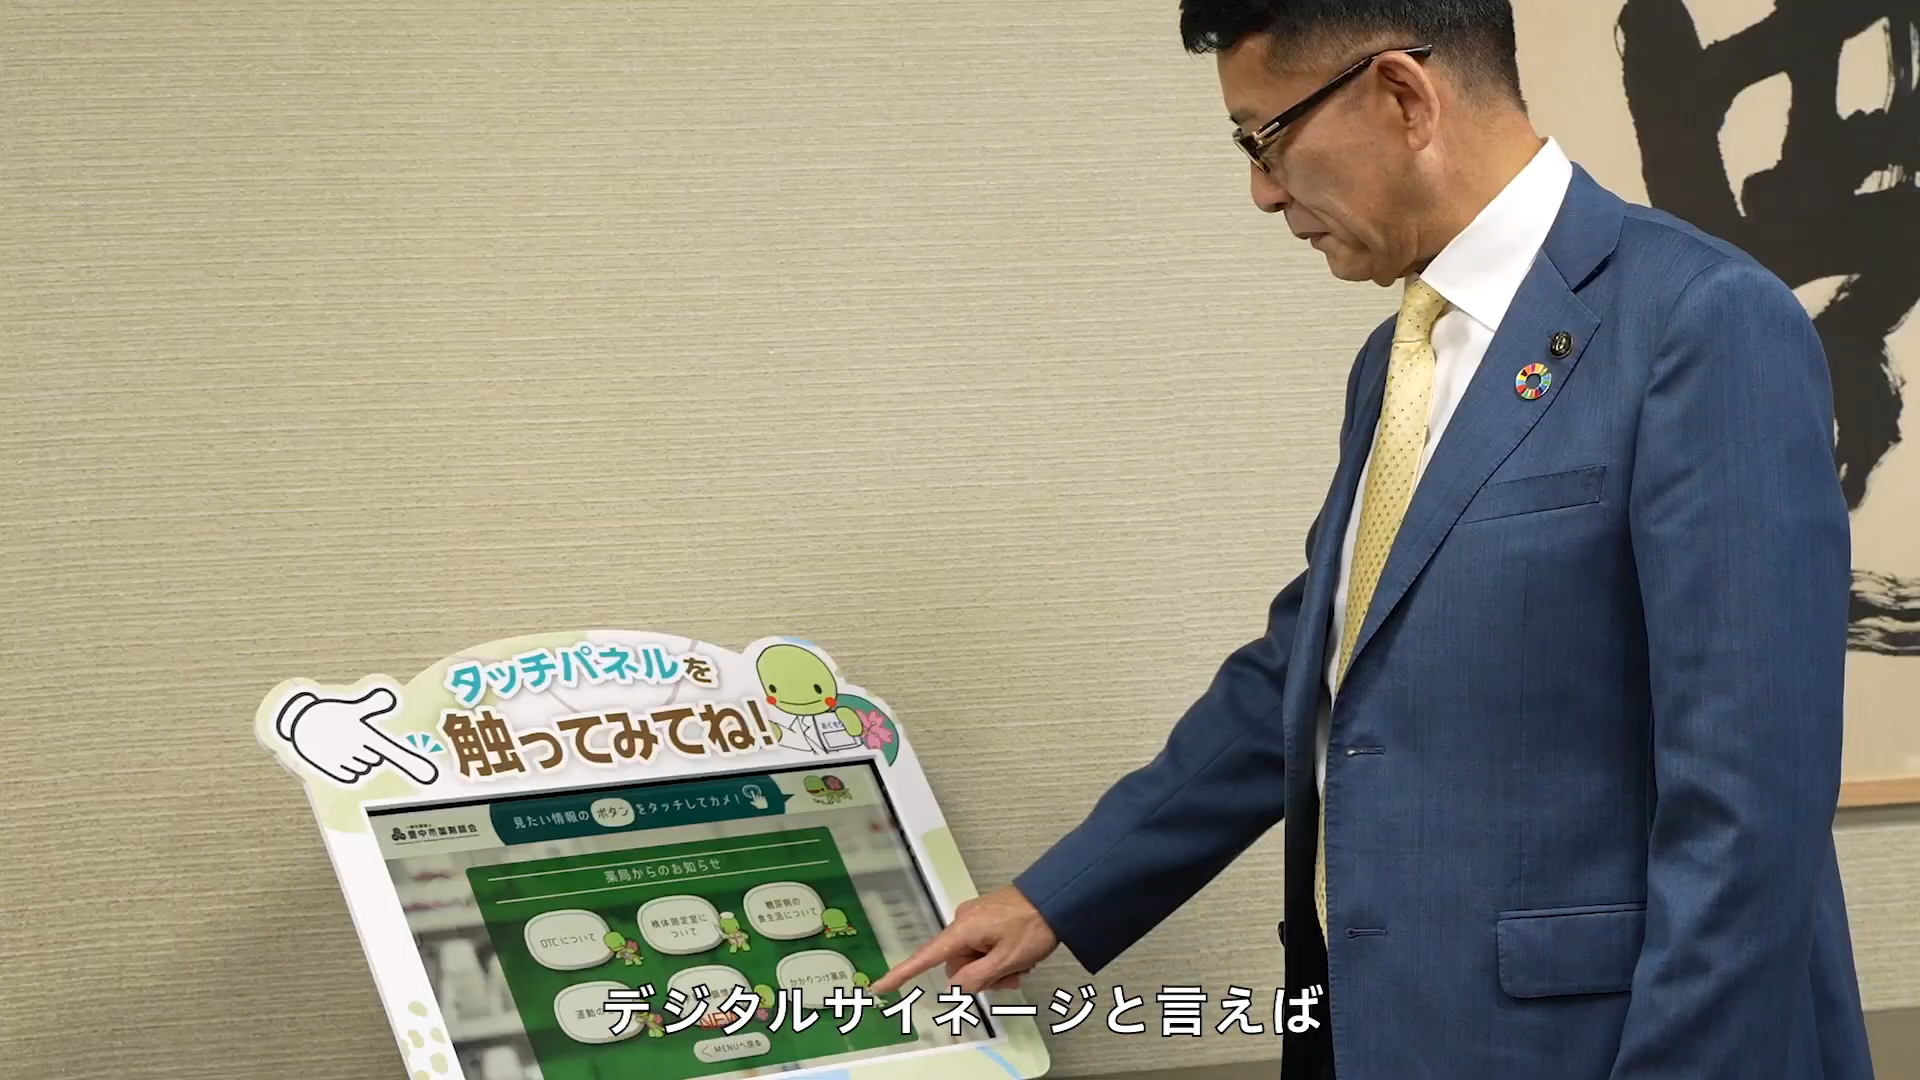 タッチパネルを
触ってみてね!
見たい情報の ボタン をタッチしてカメ!
豊中市薬剤師会
薬局からのお知らせ
OTCについて
検体測定室に
ついて
糖尿病の
食生活について
運動の
かかりつけ薬局
NEW
MENUへ戻る
デジタルサイネージと言えば